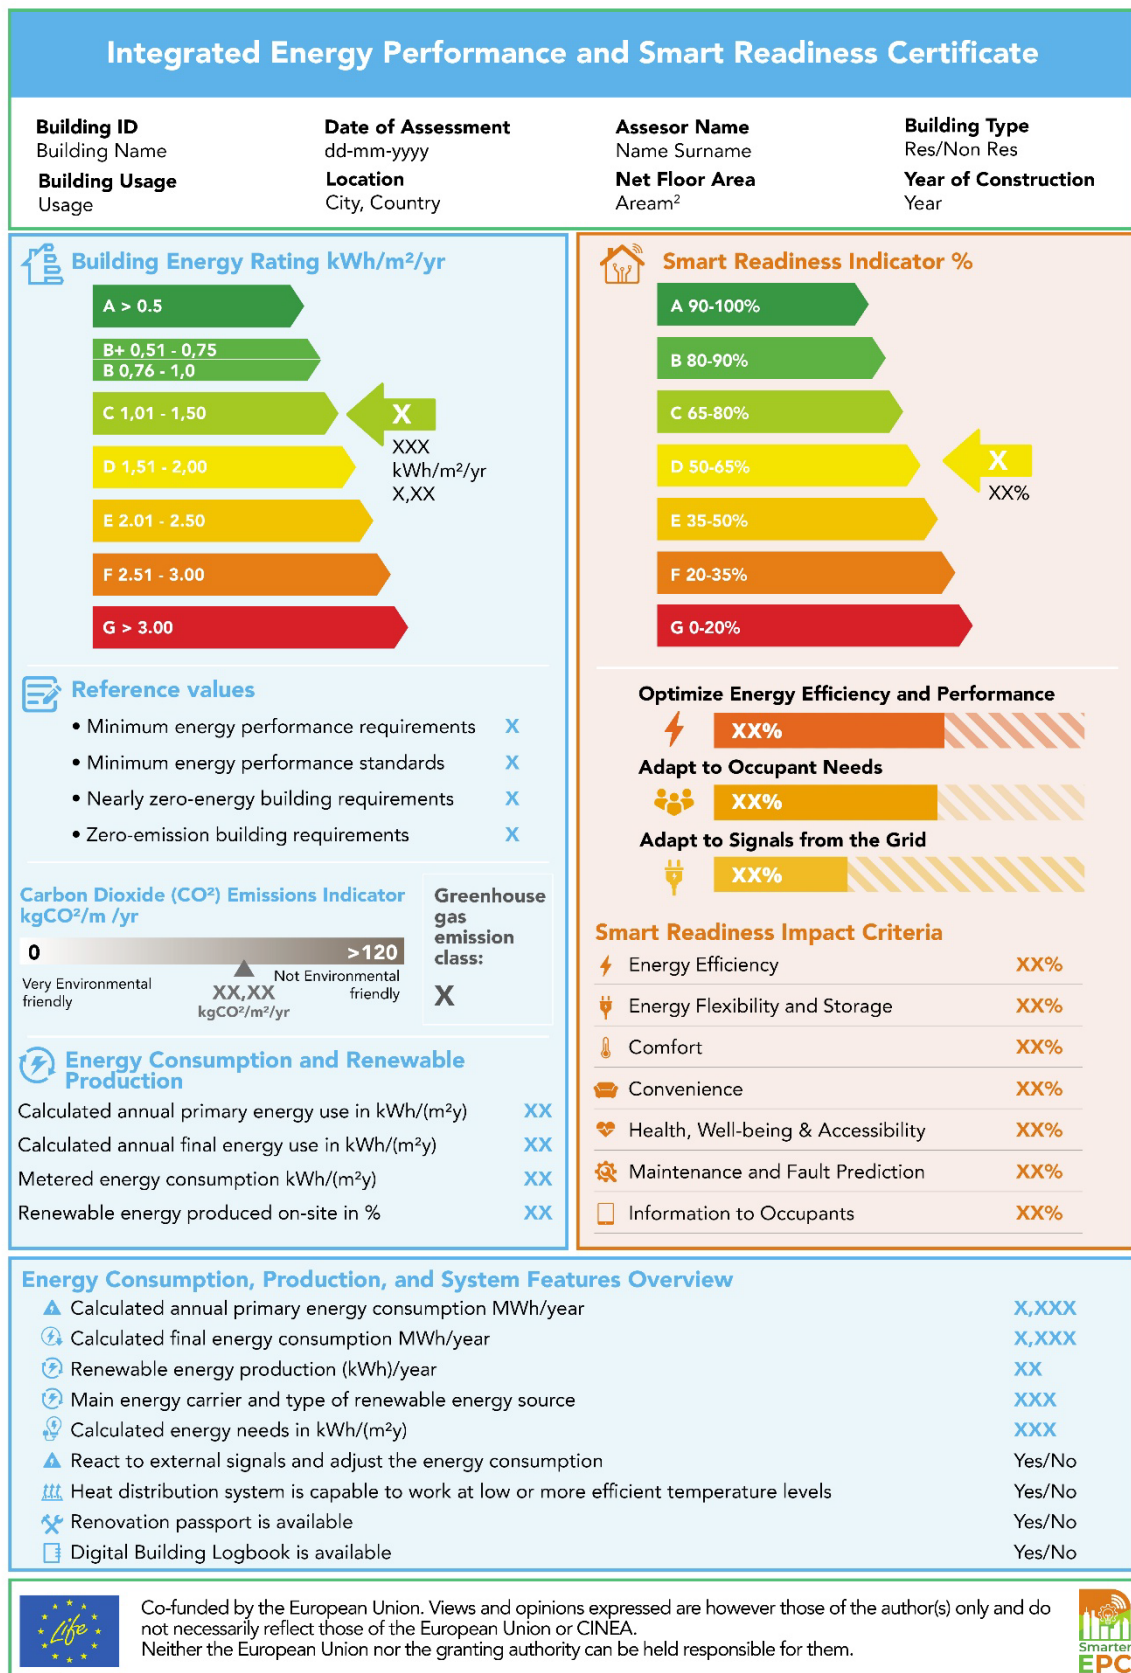 Integrated Energy Performance and Smart Readiness Certificate
Building ID
Building Name
Date of Assessment
dd-mm-yyyy
Assesor Name
Name Surname
Building Type
Res/Non Res
Building Usage
Usage
Location
City, Country
Net Floor Area
Aream²
Year of Construction
Year
Building Energy Rating kWh/m²/yr
A > 0.5
B+ 0,51 - 0,75
B 0,76 - 1,0
C 1,01 - 1,50
D 1,51 - 2,00
E 2.01 - 2.50
F 2.51 - 3.00
G > 3.00
X
XXX
kWh/m²/yr
X,XX
Reference values
• Minimum energy performance requirements X
• Minimum energy performance standards X
• Nearly zero-energy building requirements X
• Zero-emission building requirements X
Carbon Dioxide (CO²) Emissions Indicator
kgCO²/m /yr
0 >120
Very Environmental
friendly
XX,XX
kgCO²/m²/yr
Not Environmental
friendly
Greenhouse
gas
emission
class:
X
Energy Consumption and Renewable
Production
Calculated annual primary energy use in kWh/(m²y) XX
Calculated annual final energy use in kWh/(m²y) XX
Metered energy consumption kWh/(m²y) XX
Renewable energy produced on-site in % XX
Smart Readiness Indicator %
A 90-100%
B 80-90%
C 65-80%
D 50-65%
E 35-50%
F 20-35%
G 0-20%
X
XX%
Optimize Energy Efficiency and Performance
XX%
Adapt to Occupant Needs
XX%
Adapt to Signals from the Grid
XX%
Smart Readiness Impact Criteria
Energy Efficiency XX%
Energy Flexibility and Storage XX%
Comfort XX%
Convenience XX%
Health, Well-being & Accessibility XX%
Maintenance and Fault Prediction XX%
Information to Occupants XX%
Energy Consumption, Production, and System Features Overview
Calculated annual primary energy consumption MWh/year X,XXX
Calculated final energy consumption MWh/year X,XXX
Renewable energy production (kWh)/year XX
Main energy carrier and type of renewable energy source XXX
Calculated energy needs in kWh/(m²y) XXX
React to external signals and adjust the energy consumption Yes/No
Heat distribution system is capable to work at low or more efficient temperature levels Yes/No
Renovation passport is available Yes/No
Digital Building Logbook is available Yes/No
Life
Co-funded by the European Union. Views and opinions expressed are however those of the author(s) only and do
not necessarily reflect those of the European Union or CINEA.
Neither the European Union nor the granting authority can be held responsible for them.
Smarter
EPC